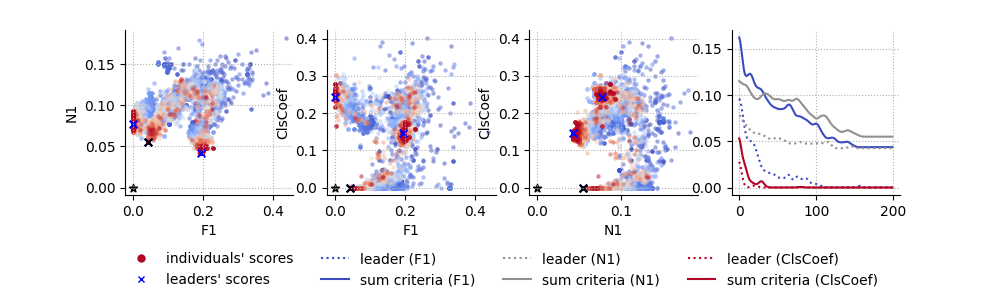 0.15
0.10
0.05
0.00
N1
0.0 0.2 0.4
F1
0.4
0.3
0.2
0.1
0.0
ClsCoef
0.0 0.2 0.4
F1
0.4
0.3
0.2
0.1
0.0
ClsCoef
0.0 0.1
N1
0.15
0.10
0.05
0.00
0 100 200
individuals' scores leader (F1) leader (N1) leader (ClsCoef)
leaders' scores sum criteria (F1) sum criteria (N1) sum criteria (ClsCoef)